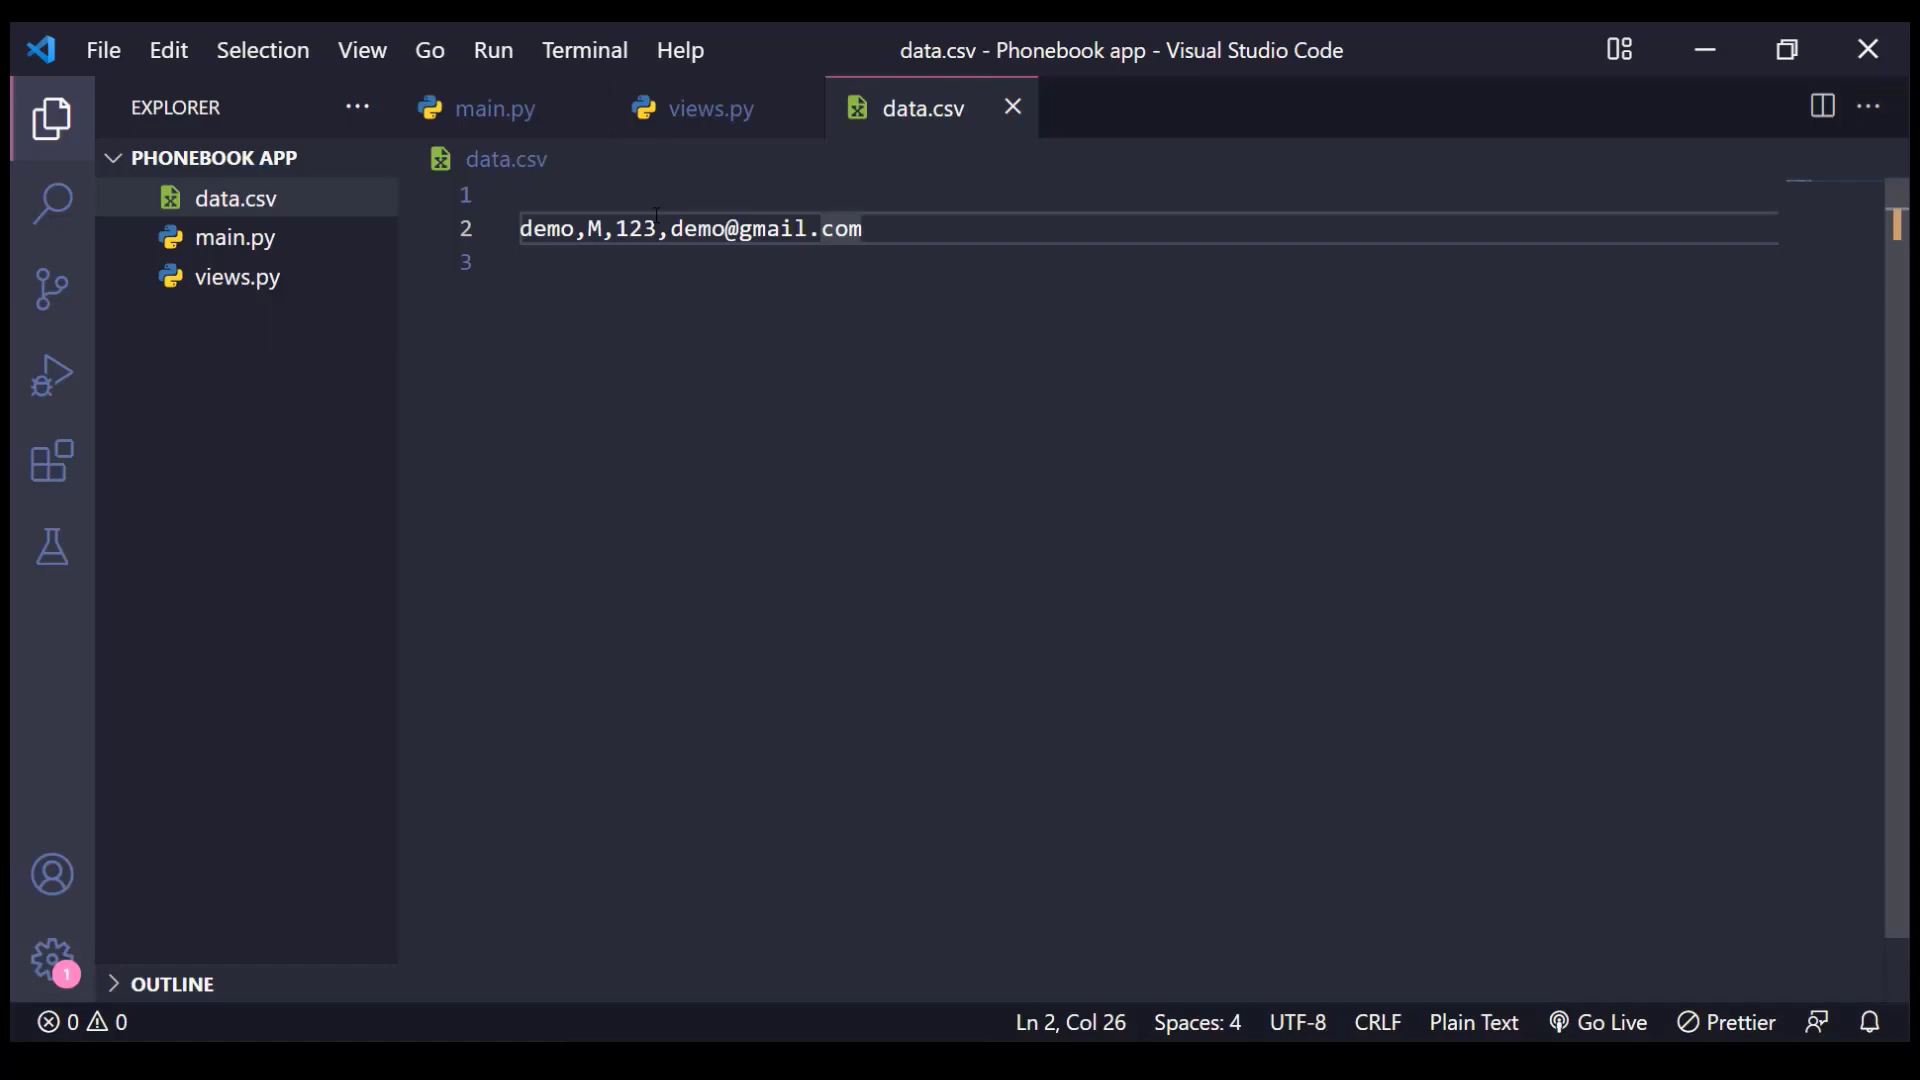 File Edit Selection View Go Run Terminal Help data.csv - Phonebook app - Visual Studio Code
EXPLORER
main.py
views.py
data.csv
PHONEBOOK APP
data.csv
main.py
views.py
data.csv
1
2 demo,M,123,demo@gmail.com
3
1
OUTLINE
0 0 Ln 2, Col 26 Spaces: 4 UTF-8 CRLF Plain Text Go Live Prettier